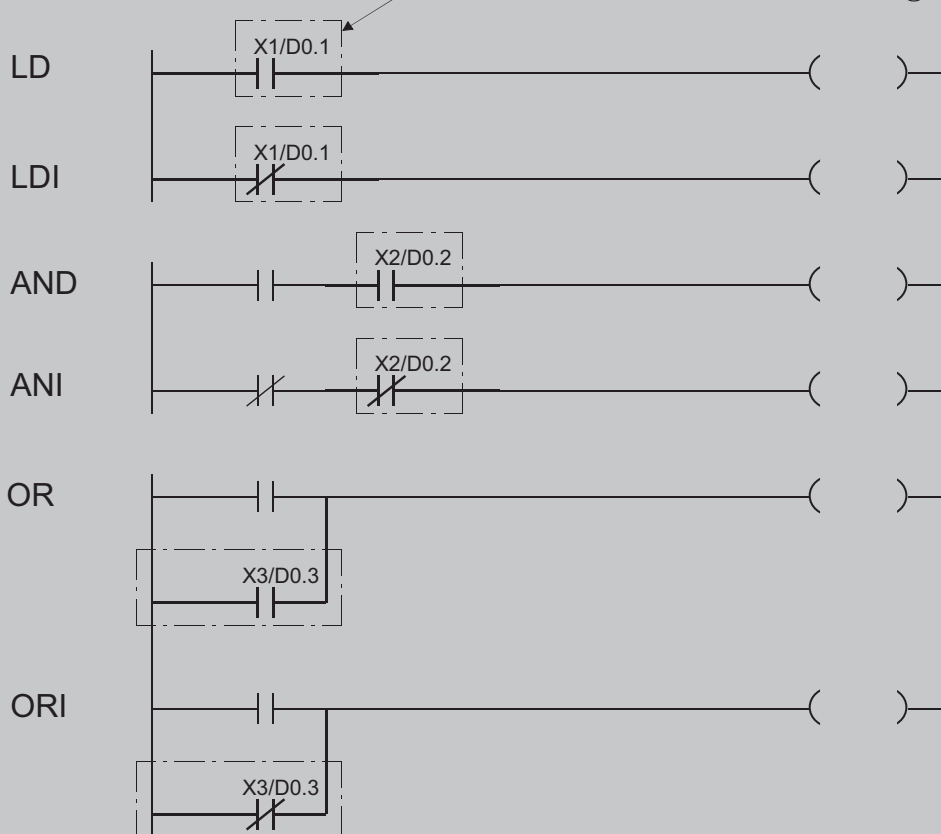 X1/D0.1
LD
X1/D0.1
LDI
X2/D0.2
AND
X2/D0.2
ANI
OR
X3/D0.3
ORI
X3/D0.3